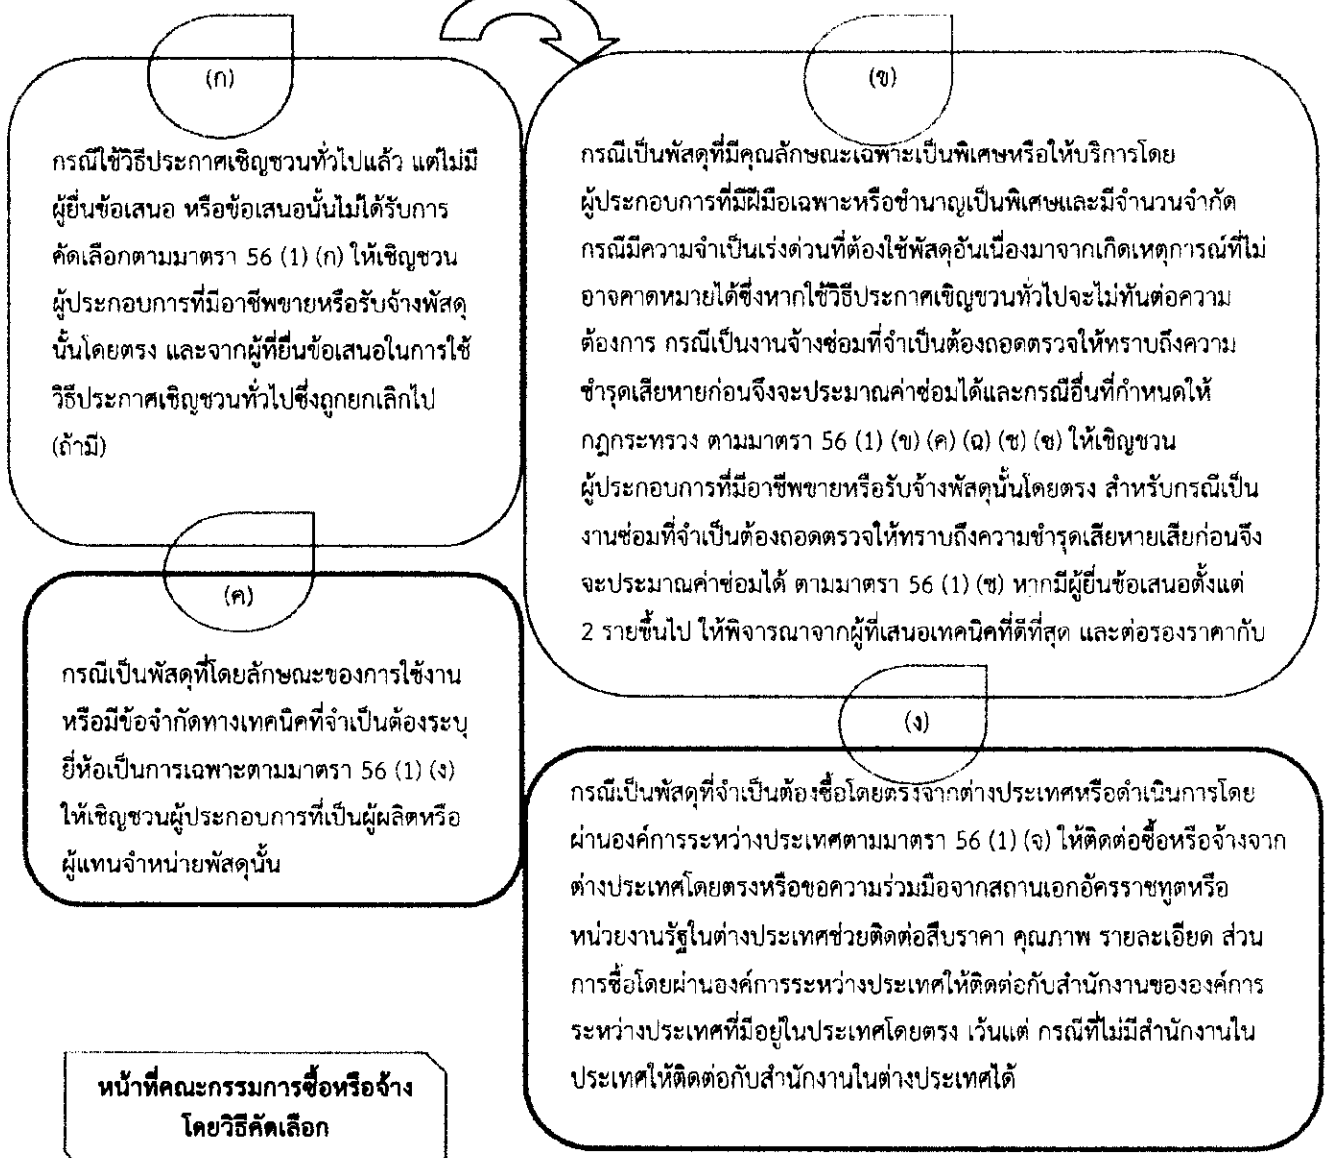 (ก)
กรณีใช้วิธีประกาศเชิญชวนทั่วไปแล้ว แต่ไม่มี
ผู้ยื่นข้อเสนอ หรือข้อเสนอนั้นไม่ได้รับการ
คัดเลือกตามมาตรา 56 (1) (ก) ให้เชิญชวน
ผู้ประกอบการที่มีอาชีพขายหรือรับจ้างพัสดุ
นั้นโดยตรง และจากผู้ที่ยื่นข้อเสนอในการใช้
วิธีประกาศเชิญชวนทั่วไปซึ่งถูกยกเลิกไป
(ถ้ามี)
(ข)
กรณีเป็นพัสดุที่มีคุณลักษณะเฉพาะเป็นพิเศษหรือให้บริการโดย
ผู้ประกอบการที่มีฝีมือเฉพาะหรือชำนาญเป็นพิเศษและมีจำนวนจำกัด
กรณีมีความจำเป็นเร่งด่วนที่ต้องใช้พัสดุอันเนื่องมาจากเกิดเหตุการณ์ที่ไม่
อาจคาดหมายได้ซึ่งหากใช้วิธีประกาศเชิญชวนทั่วไปจะไม่ทันต่อความ
ต้องการ กรณีเป็นงานจ้างซ่อมที่จำเป็นต้องถอดตรวจให้ทราบถึงความ
ชำรุดเสียหายก่อนจึงจะประมาณค่าซ่อมได้และกรณีอื่นที่กำหนดให้
กฎกระทรวง ตามมาตรา 56 (1) (ข) (ค) (ฉ) (ช) (ซ) ให้เชิญชวน
ผู้ประกอบการที่มีอาชีพขายหรือรับจ้างพัสดุนั้นโดยตรง สำหรับกรณีเป็น
งานซ่อมที่จำเป็นต้องถอดตรวจให้ทราบถึงความชำรุดเสียหายเสียก่อนจึง
จะประมาณค่าซ่อมได้ ตามมาตรา 56 (1) (ช) หากมีผู้ยื่นข้อเสนอตั้งแต่
2 รายขึ้นไป ให้พิจารณาจากผู้ที่เสนอเทคนิคที่ดีที่สุด และต่อรองราคากับ
(ค)
กรณีเป็นพัสดุที่โดยลักษณะของการใช้งาน
หรือมีข้อจำกัดทางเทคนิคที่จำเป็นต้องระบุ
ยี่ห้อเป็นการเฉพาะตามมาตรา 56 (1) (ง)
ให้เชิญชวนผู้ประกอบการที่เป็นผู้ผลิตหรือ
ผู้แทนจำหน่ายพัสดุนั้น
(ง)
กรณีเป็นพัสดุที่จำเป็นต้องซื้อโดยตรงจากต่างประเทศหรือดำเนินการโดย
ผ่านองค์การระหว่างประเทศตามมาตรา 56 (1) (จ) ให้ติดต่อซื้อหรือจ้างจาก
ต่างประเทศโดยตรงหรือขอความร่วมมือจากสถานเอกอัครราชทูตหรือ
หน่วยงานรัฐในต่างประเทศช่วยติดต่อสืบราคา คุณภาพ รายละเอียด ส่วน
การซื้อโดยผ่านองค์การระหว่างประเทศให้ติดต่อกับสำนักงานขององค์การ
ระหว่างประเทศที่มีอยู่ในประเทศโดยตรง เว้นแต่ กรณีที่ไม่มีสำนักงานใน
ประเทศให้ติดต่อกับสำนักงานในต่างประเทศได้
หน้าที่คณะกรรมการซื้อหรือจ้าง
โดยวิธีคัดเลือก